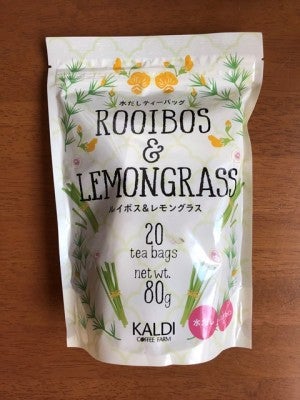 水だしティーバッグ
ROOIBOS
&
LEMONGRASS
ルイボス&レモングラス
20
tea bags
net wt.
80g
KALDI
COFFEE FARM